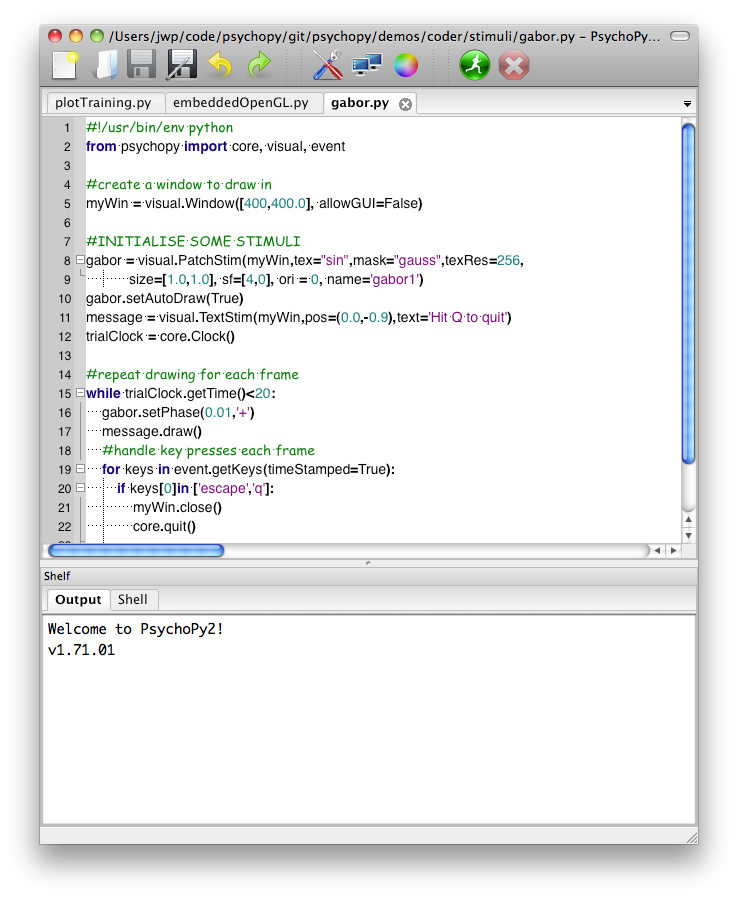 /Users/jwp/code/psychopy/git/psychopy/demos/coder/stimuli/gabor.py – PsychoPy...
plotTraining.py embeddedOpenGL.py gabor.py
1 #!/usr/bin/env python
2 from psychopy import core, visual, event
3
4 #create a window to draw in
5 myWin = visual.Window([400,400.0], allowGUI=False)
6
7 #INITIALISE SOME STIMULI
8 gabor = visual.PatchStim(myWin,tex="sin",mask="gauss",texRes=256,
9 size=[1.0,1.0], sf=[4,0], ori = 0, name='gabor1')
10 gabor.setAutoDraw(True)
11 message = visual.TextStim(myWin,pos=(0.0,-0.9),text='Hit Q to quit')
12 trialClock = core.Clock()
13
14 #repeat drawing for each frame
15 while trialClock.getTime()<20:
16 gabor.setPhase(0.01,'+')
17 message.draw()
18 #handle key presses each frame
19 for keys in event.getKeys(timeStamped=True):
20 if keys[0]in ['escape','q']:
21 myWin.close()
22 core.quit()
Shelf
Output Shell
Welcome to PsychoPy2!
v1.71.01